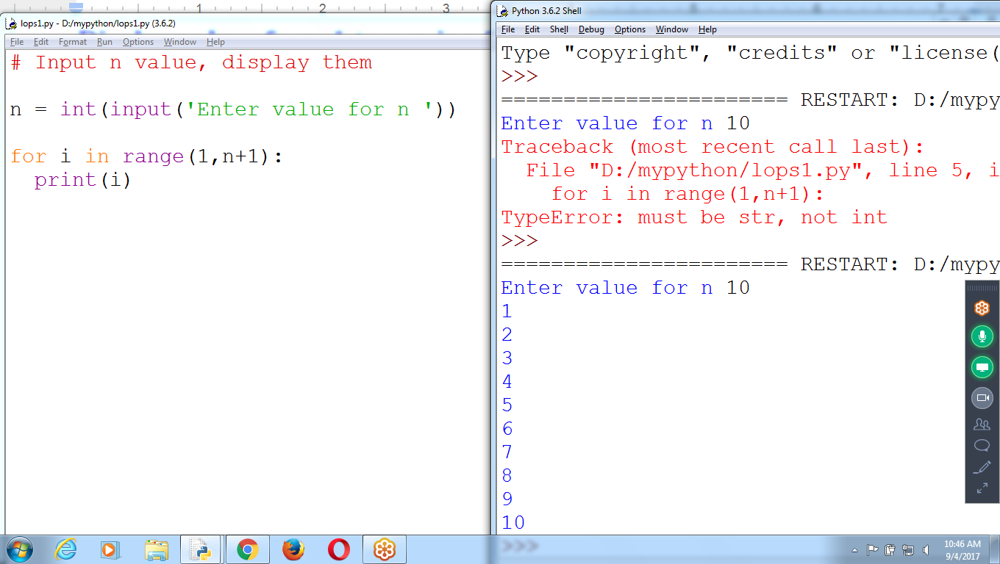 1 2 3
lops1.py - D:/mypython/lops1.py (3.6.2)
File Edit Format Run Options Window Help
# Input n value, display them
n = int(input('Enter value for n '))
for i in range(1,n+1):
  print(i)
Python 3.6.2 Shell
File Edit Shell Debug Options Window Help
Type "copyright", "credits" or "license(
>>>
======================= RESTART: D:/mypy
Enter value for n 10
Traceback (most recent call last):
  File "D:/mypython/lops1.py", line 5, i
    for i in range(1,n+1):
TypeError: must be str, not int
>>>
======================= RESTART: D:/mypy
Enter value for n 10
1
2
3
4
5
6
7
8
9
10
>>>
10:46 AM
9/4/2017